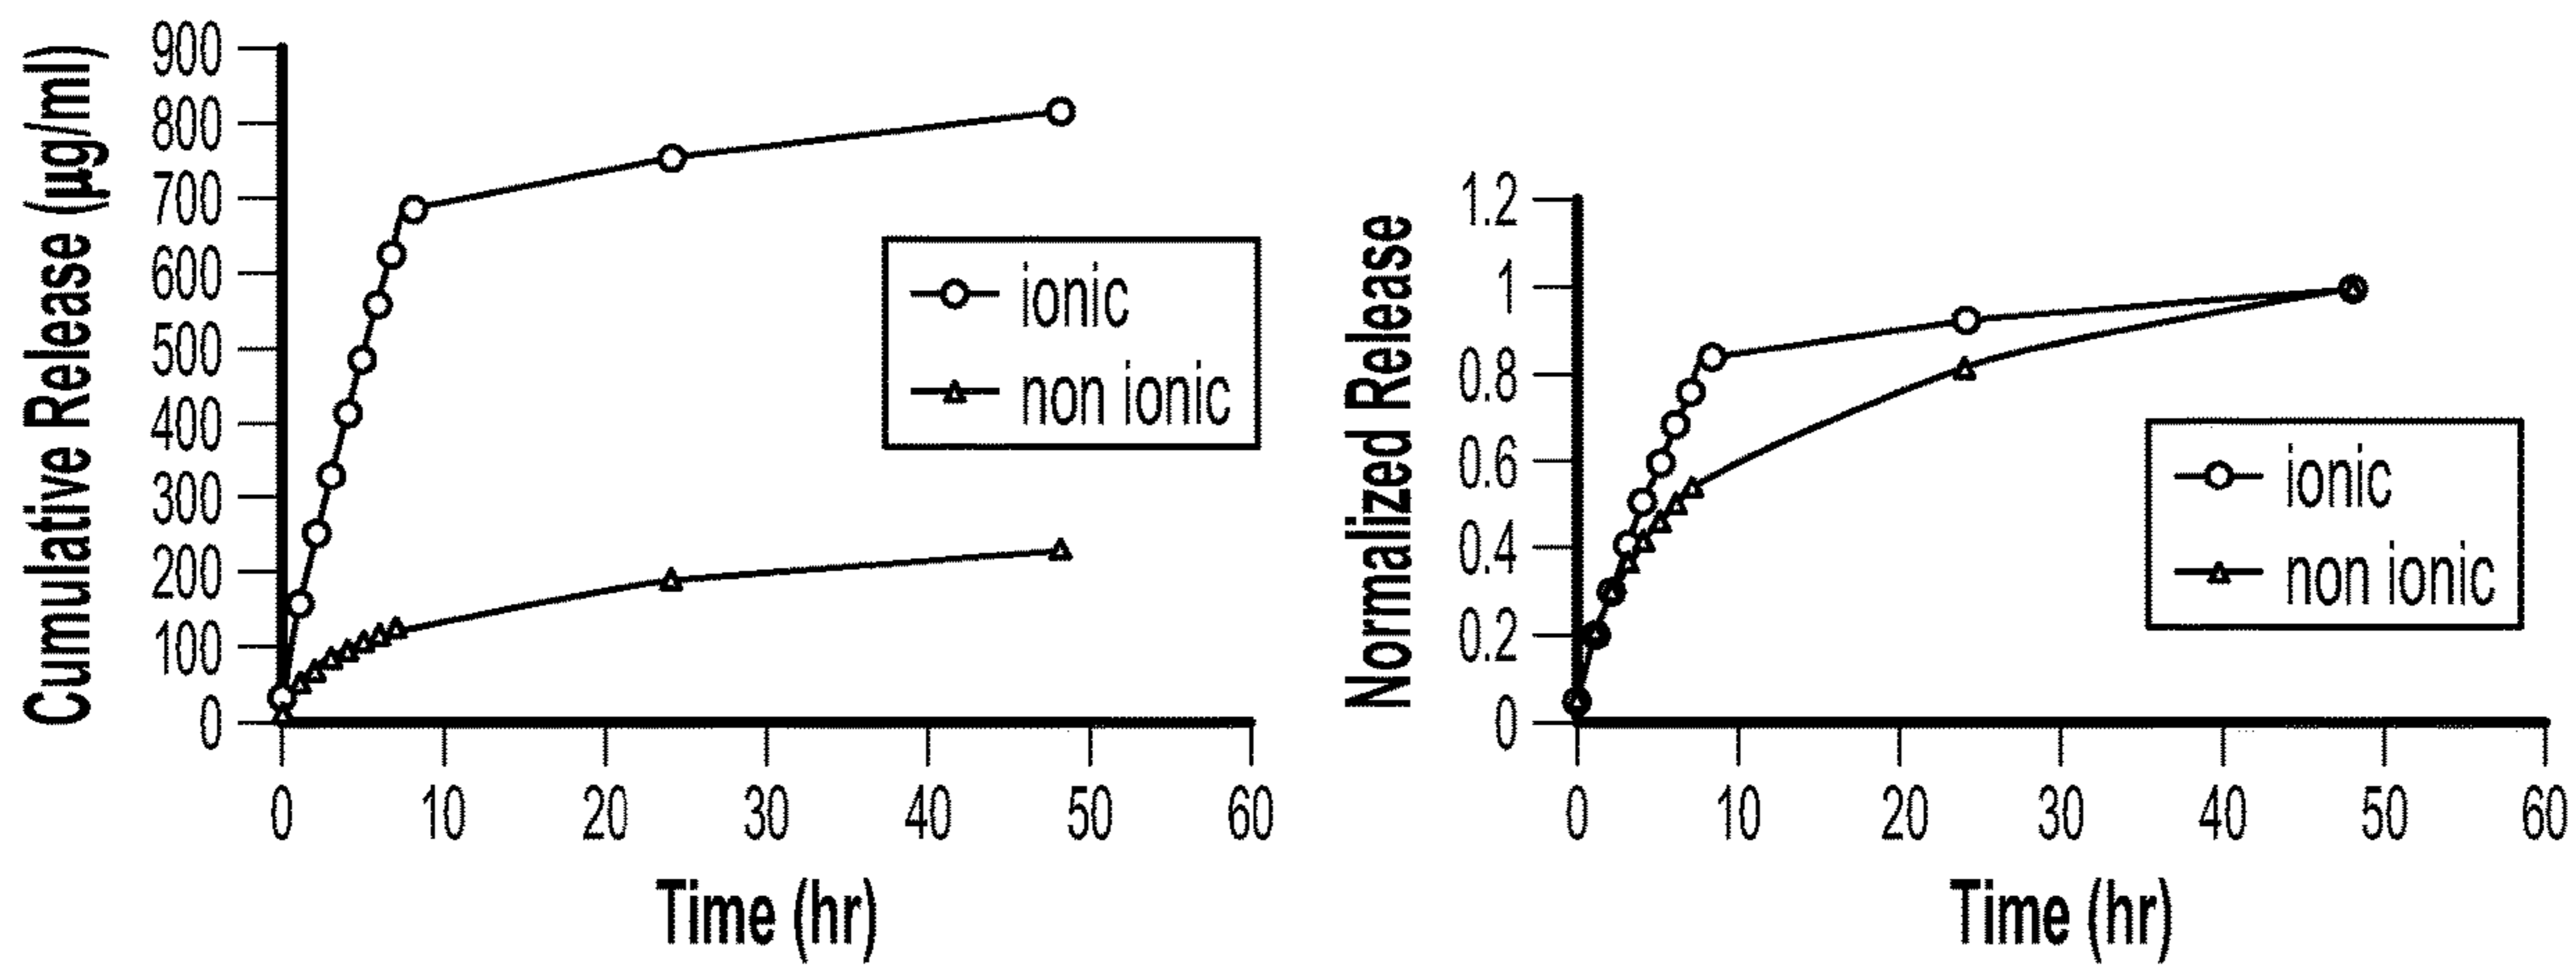 Cumulative Release (µg/ml)
900
800
700
600
500
400
300
200
100
0
0 10 20 30 40 50 60
Time (hr)
ionic
non ionic
Normalized Release
1.2
1
0.8
0.6
0.4
0.2
0
0 10 20 30 40 50 60
Time (hr)
ionic
non ionic